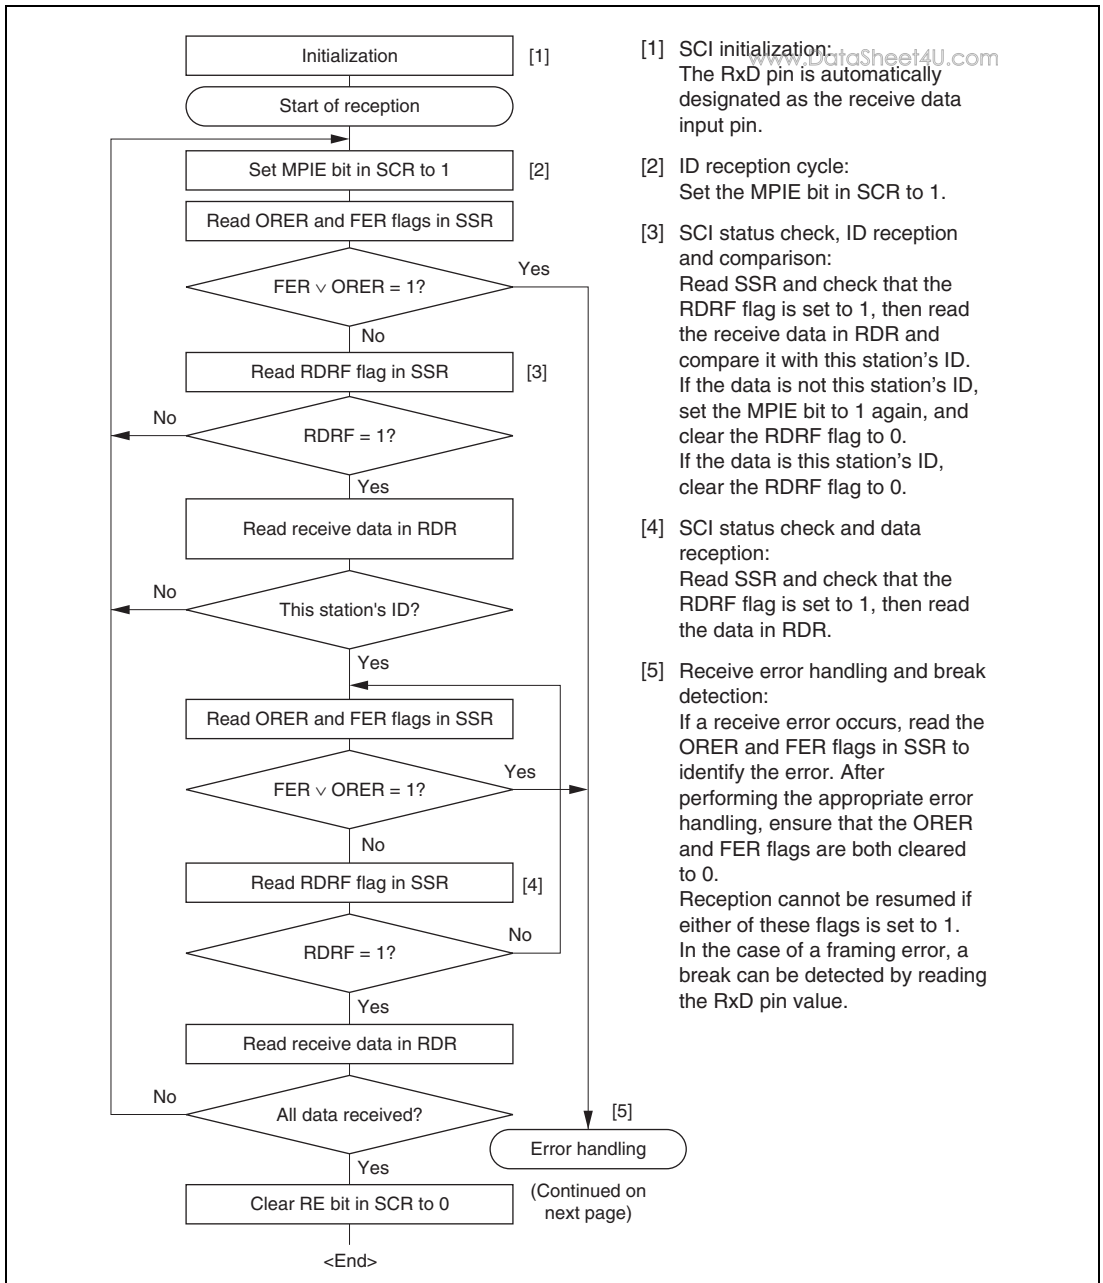 Initialization
[1]
Start of reception
Set MPIE bit in SCR to 1
[2]
Read ORER and FER flags in SSR
FER ∨ ORER = 1?
Yes
No
Read RDRF flag in SSR
[3]
No
RDRF = 1?
Yes
Read receive data in RDR
No
This station's ID?
Yes
Read ORER and FER flags in SSR
FER ∨ ORER = 1?
Yes
No
Read RDRF flag in SSR
[4]
No
RDRF = 1?
Yes
Read receive data in RDR
No
All data received?
[5]
Error handling
(Continued on
next page)
Yes
Clear RE bit in SCR to 0
<End>
www.DataSheet4U.com
[1] SCI initialization:
The RxD pin is automatically
designated as the receive data
input pin.
[2] ID reception cycle:
Set the MPIE bit in SCR to 1.
[3] SCI status check, ID reception
and comparison:
Read SSR and check that the
RDRF flag is set to 1, then read
the receive data in RDR and
compare it with this station's ID.
If the data is not this station's ID,
set the MPIE bit to 1 again, and
clear the RDRF flag to 0.
If the data is this station's ID,
clear the RDRF flag to 0.
[4] SCI status check and data
reception:
Read SSR and check that the
RDRF flag is set to 1, then read
the data in RDR.
[5] Receive error handling and break
detection:
If a receive error occurs, read the
ORER and FER flags in SSR to
identify the error. After
performing the appropriate error
handling, ensure that the ORER
and FER flags are both cleared
to 0.
Reception cannot be resumed if
either of these flags is set to 1.
In the case of a framing error, a
break can be detected by reading
the RxD pin value.